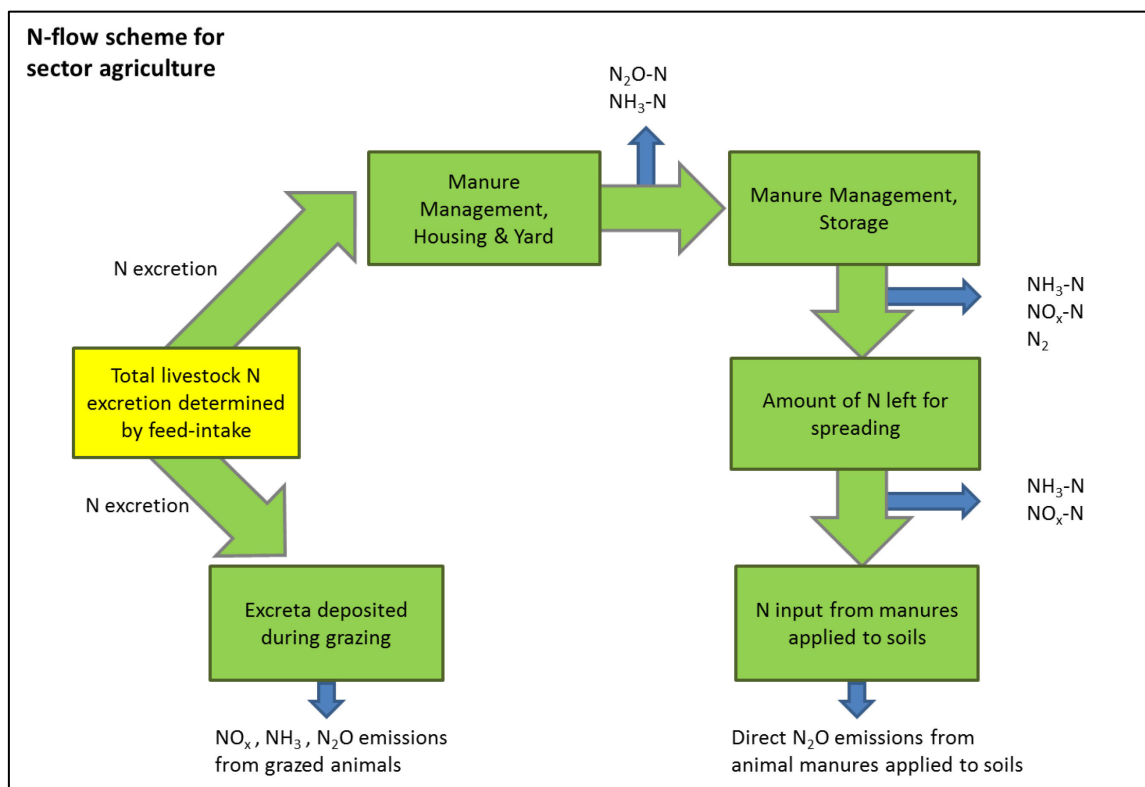 N-flow scheme for
sector agriculture
N₂O-N
NH₃-N
Manure
Management,
Housing & Yard
Manure Management,
Storage
N excretion
NH₃-N
NOₓ-N
N₂
Total livestock N
excretion determined
by feed-intake
Amount of N left for
spreading
N excretion
NH₃-N
NOₓ-N
Excreta deposited
during grazing
N input from manures
applied to soils
NOₓ , NH₃ , N₂O emissions
from grazed animals
Direct N₂O emissions from
animal manures applied to soils